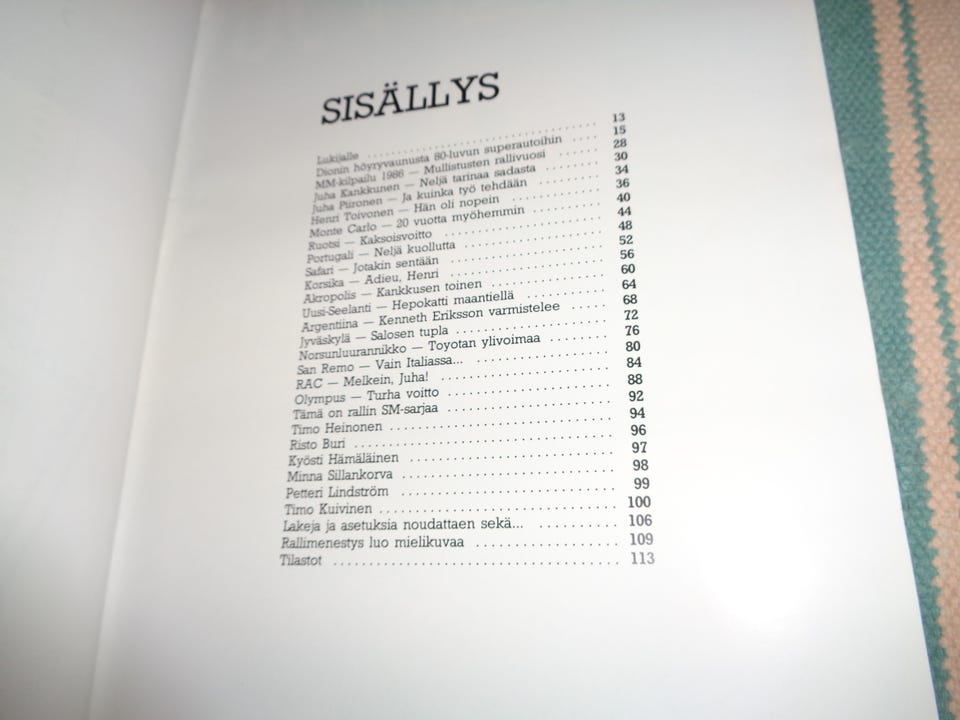 SISÄLLYS
Lukijalle .......... 13
Dionin höyryvaunusta 80-luvun superautoihin .... 15
MM-kilpailu 1986 — Mullistusten rallivuosi ...... 28
Juha Kankkunen — Neljä tarinaa sadasta ........ 30
Juha Piironen — Ja kuinka työ tehdään ......... 34
Henri Toivonen — Hän oli nopein .......... 36
Monte Carlo — 20 vuotta myöhemmin .......... 40
Ruotsi — Kaksoisvoitto .......... 44
Portugali — Neljä kuollutta .......... 48
Safari — Jotakin sentään .......... 52
Korsika — Adieu, Henri .......... 56
Akropolis — Kankkusen toinen .......... 60
Uusi-Seelanti — Hepokatti maantiellä .......... 64
Argentiina — Kenneth Eriksson varmistelee ..... 68
Jyväskylä — Salosen tupla .......... 72
Norsunluurannikko — Toyotan ylivoimaa ........ 76
San Remo — Vain Italiassa... .......... 80
RAC — Melkein, Juha! .......... 84
Olympus — Turha voitto .......... 88
Tämä on rallin SM-sarjaa .......... 92
Timo Heinonen .......... 94
Risto Buri .......... 96
Kyösti Hämäläinen .......... 97
Minna Sillankorva .......... 98
Petteri Lindström .......... 99
Timo Kuivinen .......... 100
Lakeja ja asetuksia noudattaen sekä... .......... 106
Rallimenestys luo mielikuvaa .......... 109
Tilastot .......... 113